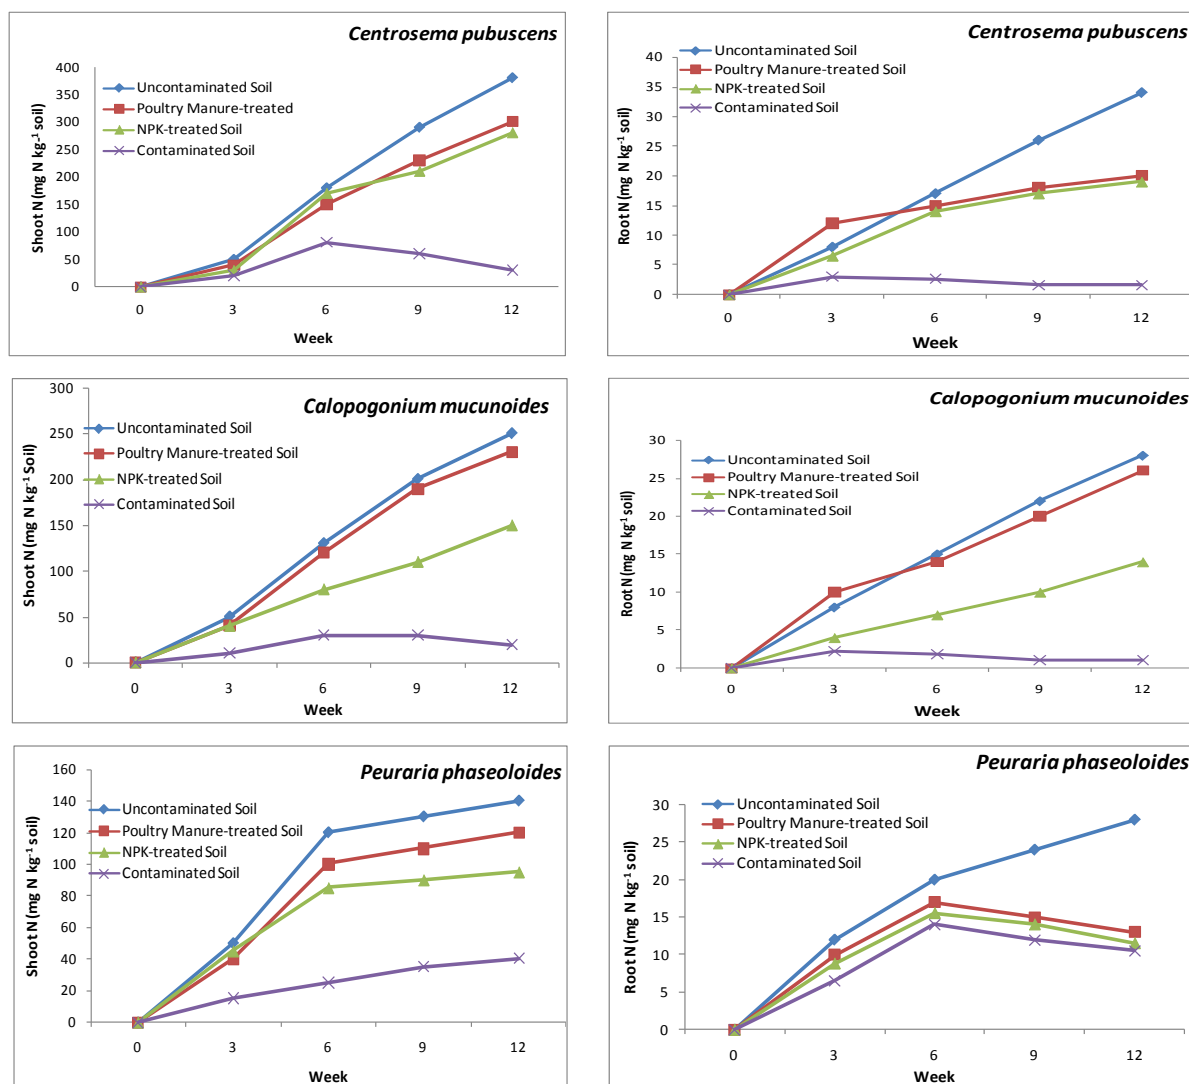 Centrosema pubuscens
Shoot N (mg N kg⁻¹ soil)
400
350
300
250
200
150
100
50
0
Uncontaminated Soil
Poultry Manure-treated
NPK-treated Soil
Contaminated Soil
0 3 6 9 12
Week
Centrosema pubuscens
Root N (mg N kg⁻¹ soil)
40
35
30
25
20
15
10
5
0
Uncontaminated Soil
Poultry Manure-treated Soil
NPK-treated Soil
Contaminated Soil
0 3 6 9 12
Week
Calopogonium mucunoides
Shoot N (mg N kg⁻¹ Soil)
300
250
200
150
100
50
0
Uncontaminated Soil
Poultry Manure-treated Soil
NPK-treated Soil
Contaminated Soil
0 3 6 9 12
Week
Calopogonium mucunoides
Root N (mg N kg⁻¹ soil)
30
25
20
15
10
5
0
Uncontaminated Soil
Poultry Manure-treated Soil
NPK-treated Soil
Contaminated Soil
0 3 6 9 12
Week
Peuraria phaseoloides
Shoot N (mg N kg⁻¹ soil)
160
140
120
100
80
60
40
20
0
Uncontaminated Soil
Poultry Manure-treated Soil
NPK-treated Soil
Contaminated Soil
0 3 6 9 12
Week
Peuraria phaseoloides
Root N (mg N kg⁻¹ soil)
30
25
20
15
10
5
0
Uncontaminated Soil
Poultry Manure-treated Soil
NPK-treated Soil
Contaminated Soil
0 3 6 9 12
Week